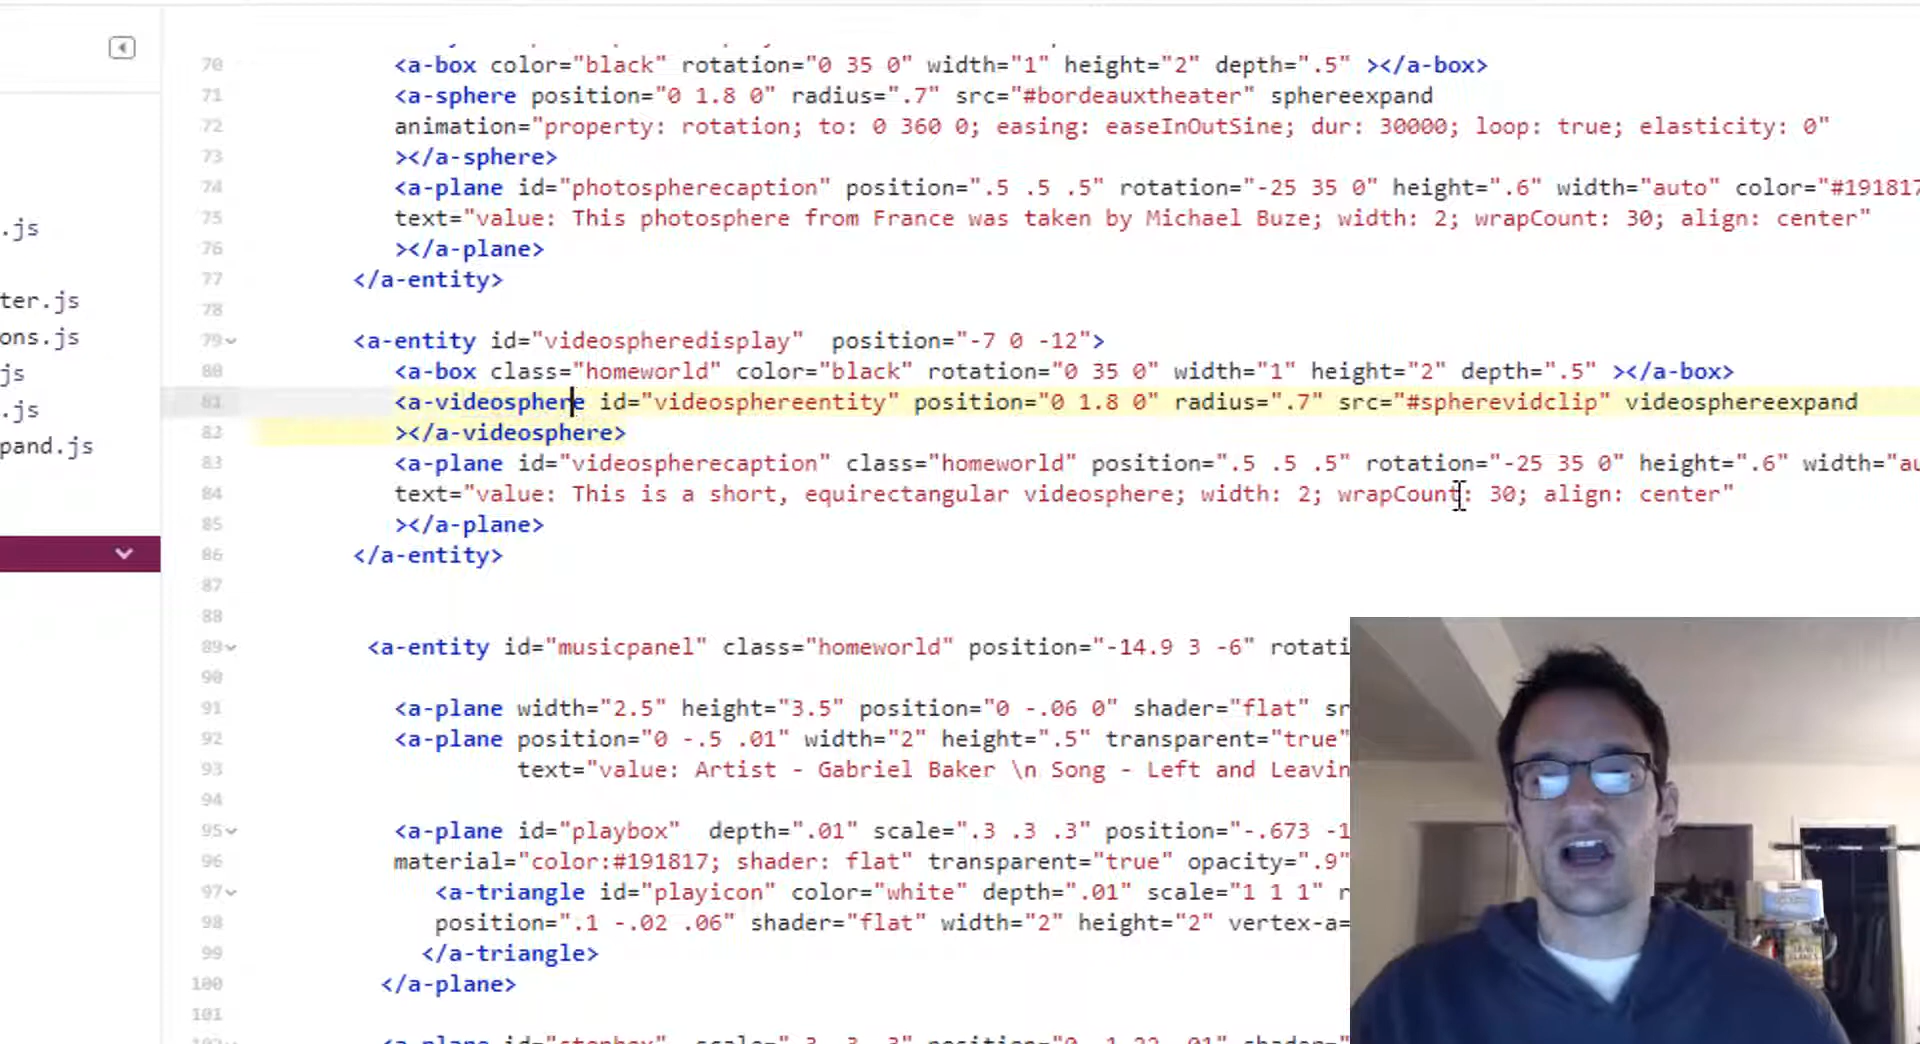 70 <a-box color="black" rotation="0 35 0" width="1" height="2" depth=".5" ></a-box>
71 <a-sphere position="0 1.8 0" radius=".7" src="#bordeauxtheater" sphereexpand
.js 72 animation="property: rotation; to: 0 360 0; easing: easeInOutSine; dur: 30000; loop: true; elasticity: 0"
73 ></a-sphere>
74 <a-plane id="photospherecaption" position=".5 .5 .5" rotation="-25 35 0" height=".6" width="auto" color="#191817
75 text="value: This photosphere from France was taken by Michael Buze; width: 2; wrapCount: 30; align: center"
76 ></a-plane>
ter.js 77 </a-entity>
78
ons.js 79 <a-entity id="videospheredisplay" position="-7 0 -12">
js 80 <a-box class="homeworld" color="black" rotation="0 35 0" width="1" height="2" depth=".5" ></a-box>
.js 81 <a-videosphere id="videosphereentity" position="0 1.8 0" radius=".7" src="#spherevidclip" videosphereexpand
pand.js 82 ></a-videosphere>
83 <a-plane id="videospherecaption" class="homeworld" position=".5 .5 .5" rotation="-25 35 0" height=".6" width="au
84 text="value: This is a short, equirectangular videosphere; width: 2; wrapCount: 30; align: center"
85 ></a-plane>
86 </a-entity>
87
88
89 <a-entity id="musicpanel" class="homeworld" position="-14.9 3 -6" rotati
90
91 <a-plane width="2.5" height="3.5" position="0 -.06 0" shader="flat" sr
92 <a-plane position="0 -.5 .01" width="2" height=".5" transparent="true"
93 text="value: Artist - Gabriel Baker \n Song - Left and Leavin
94
95 <a-plane id="playbox" depth=".01" scale=".3 .3 .3" position="-.673 -1
96 material="color:#191817; shader: flat" transparent="true" opacity=".9"
97 <a-triangle id="playicon" color="white" depth=".01" scale="1 1 1" r
98 position=".1 -.02 .06" shader="flat" width="2" height="2" vertex-a=
99 </a-triangle>
100 </a-plane>
101